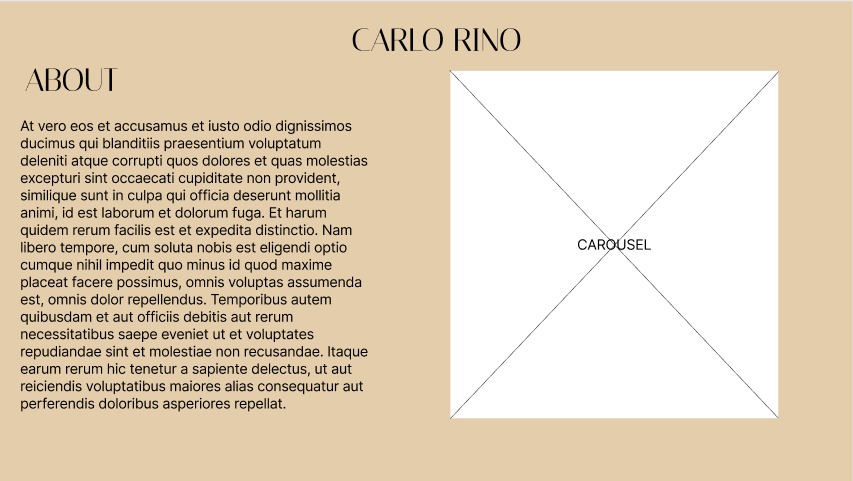 CARLO RINO
ABOUT
At vero eos et accusamus et iusto odio dignissimos
ducimus qui blanditiis praesentium voluptatum
deleniti atque corrupti quos dolores et quas molestias
excepturi sint occaecati cupiditate non provident,
similique sunt in culpa qui officia deserunt mollitia
animi, id est laborum et dolorum fuga. Et harum
quidem rerum facilis est et expedita distinctio. Nam
libero tempore, cum soluta nobis est eligendi optio
cumque nihil impedit quo minus id quod maxime
placeat facere possimus, omnis voluptas assumenda
est, omnis dolor repellendus. Temporibus autem
quibusdam et aut officiis debitis aut rerum
necessitatibus saepe eveniet ut et voluptates
repudiandae sint et molestiae non recusandae. Itaque
earum rerum hic tenetur a sapiente delectus, ut aut
reiciendis voluptatibus maiores alias consequatur aut
perferendis doloribus asperiores repellat.
CAROUSEL